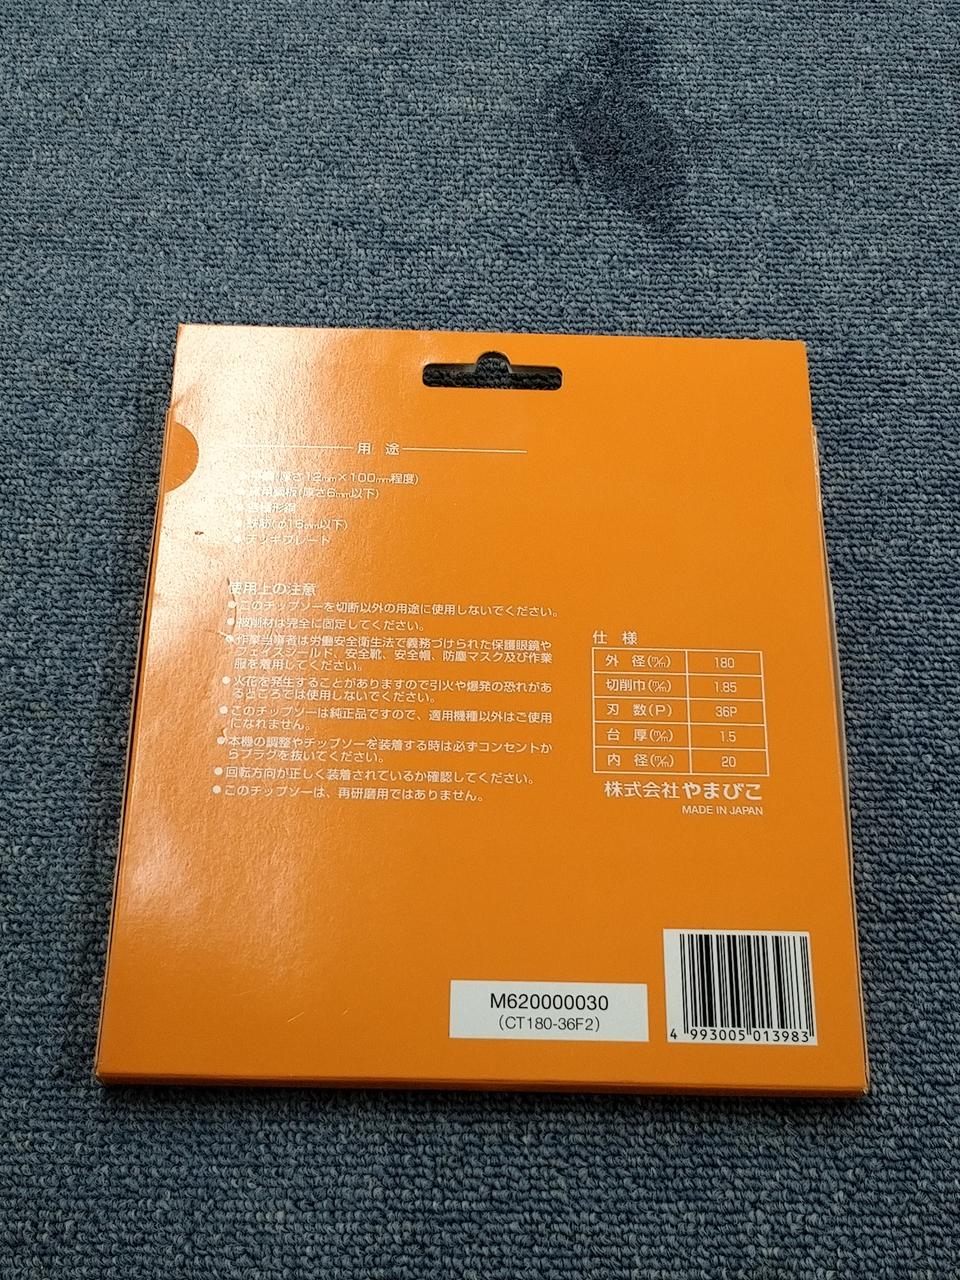 用 途
(厚さ12mm×100mm程度)
(厚さ6mm以下)
● 形鋼
● 鉄筋(φ16mm以下)
● デッキプレート
使用上の注意
●このチップソーを切断以外の用途に使用しないでください。
●被削材は完全に固定してください。
●作業当事者は労働安全衛生法で義務づけられた保護眼鏡や
フェイスシールド、安全靴、安全帽、防塵マスク及び作業
服を着用してください。
●火花を発生することがありますので引火や爆発の恐れがあ
るところでは使用しないでください。
●このチップソーは純正品ですので、適用機種以外はご使用
になれません。
●本機の調整やチップソーを装着する時は必ずコンセントか
らプラグを抜いてください。
●回転方向が正しく装着されているか確認してください。
●このチップソーは、再研磨用ではありません。
仕 様
外 径(m/m) 180
切削巾(m/m) 1.85
刃 数(P) 36P
台 厚(m/m) 1.5
内 径(m/m) 20
株式会社やまびこ
MADE IN JAPAN
M620000030
(CT180-36F2)
4 993005 013983